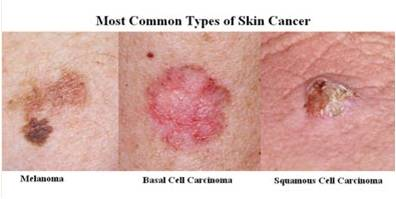 Most Common Types of Skin Cancer
Melanoma
Basal Cell Carcinoma
Squamous Cell Carcinoma